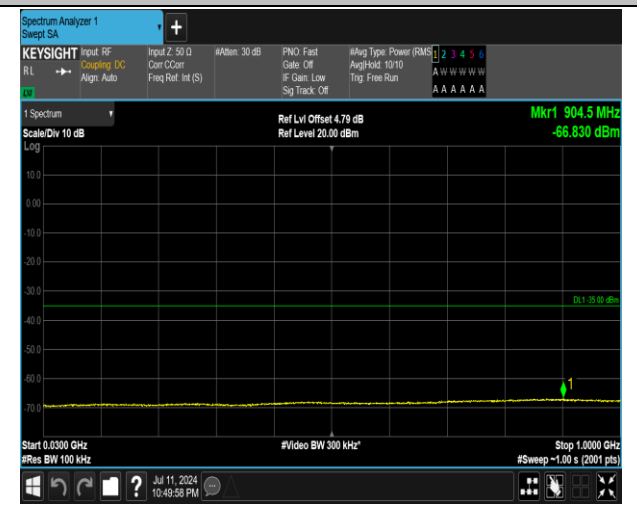 Spectrum Analyzer 1
Swept SA
+
KEYSIGHT Input: RF Input Z: 50 Ω #Atten: 30 dB PNO: Fast #Avg Type: Power (RMS 1 2 3 4 5 6
RL Coupling: DC Corr CCorr Gate: Off Avg|Hold: 10/10 A W W W W W
Align: Auto Freq Ref: Int (S) IF Gain: Low Trig: Free Run
Sig Track: Off A A A A A A
1 Spectrum Ref Lvl Offset 4.79 dB Mkr1 904.5 MHz
Scale/Div 10 dB Ref Level 20.00 dBm -66.830 dBm
Log
10.0
0.00
-10.0
-20.0
-30.0
DL1 -35.00 dBm
-40.0
-50.0
-60.0
1
-70.0
Start 0.0300 GHz #Video BW 300 kHz* Stop 1.0000 GHz
#Res BW 100 kHz #Sweep ~1.00 s (2001 pts)
? Jul 11, 2024
10:49:58 PM